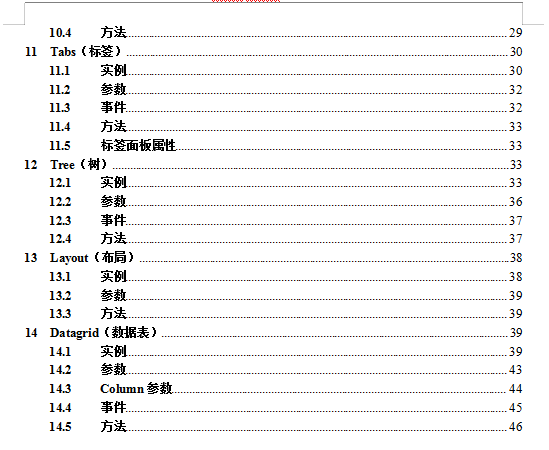 10.4 方法 29
11 Tabs（标签） 30
11.1 实例 30
11.2 参数 32
11.3 事件 32
11.4 方法 33
11.5 标签面板属性 33
12 Tree（树） 33
12.1 实例 33
12.2 参数 36
12.3 事件 37
12.4 方法 37
13 Layout（布局） 38
13.1 实例 38
13.2 参数 39
13.3 方法 39
14 Datagrid（数据表） 39
14.1 实例 39
14.2 参数 43
14.3 Column 参数 44
14.4 事件 45
14.5 方法 46